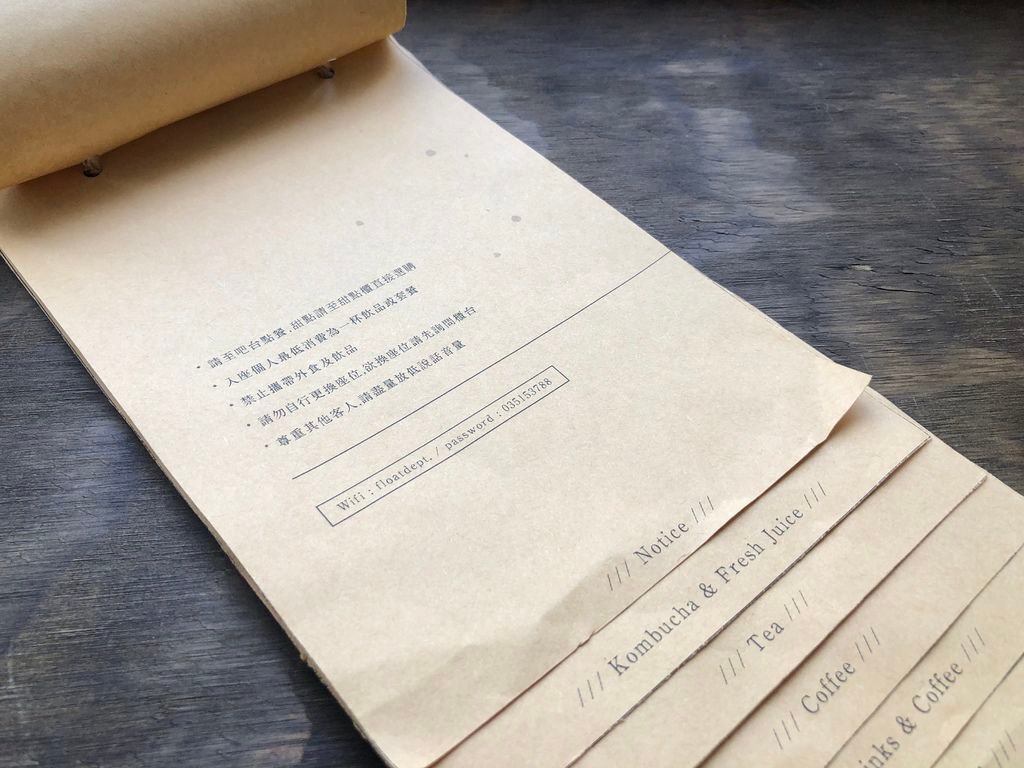 · 請至吧台點餐,甜點請至甜點櫃直接選購
· 入座個人最低消費為一杯飲品或套餐
· 禁止攜帶外食及飲品
· 請勿自行更換座位,欲換座位請先詢問櫃台
· 尊重其他客人,請盡量放低說話音量
Wifi : floatdept. / password : 035153788
/// Notice ///
/// Kombucha & Fresh Juice ///
/// Tea ///
/// Coffee ///
& Coffee ///
///